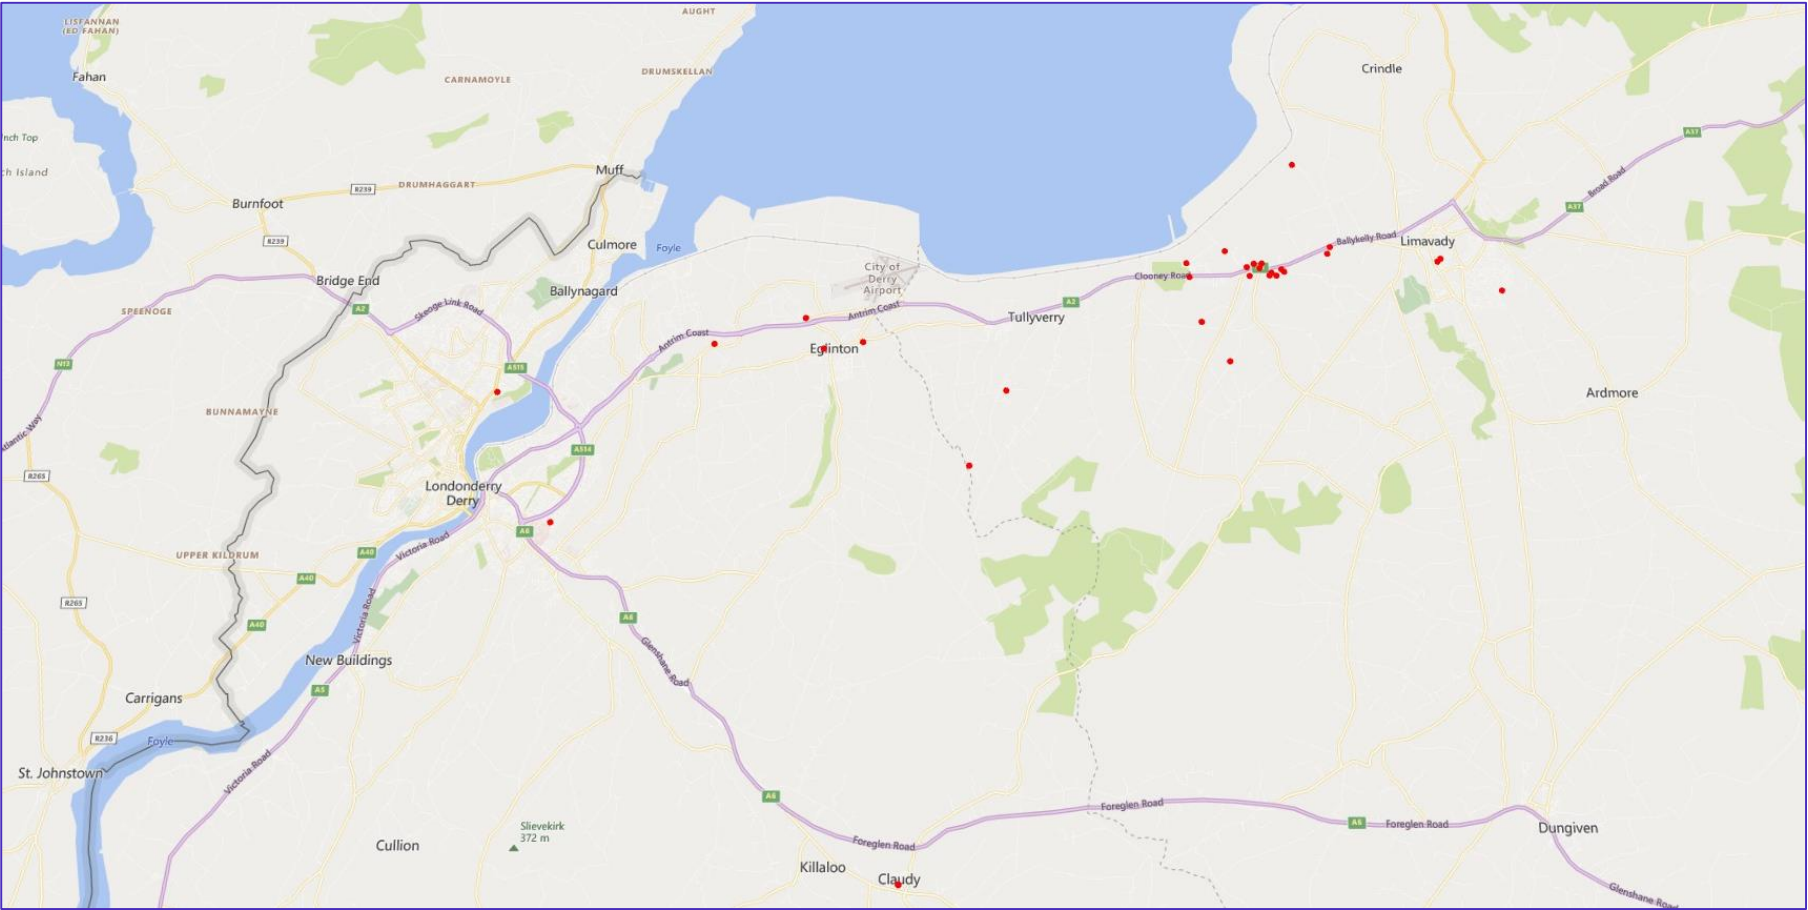 LISFANNAN
(ED FAHAN)
AUGHT
Fahan
CARNAMOYLE
DRUMSKELLAN
Crindle
nch Top
ch Island
Muff
R239
DRUMHAGGART
Burnfoot
R239
Culmore
Foyle
A37
Broad Road
A37
Ballykelly Road
Limavady
Bridge End
City of
Derry
Airport
Clooney Road
Ballynagard
A2
SPEENOGE
Skeoge Link Road
Antrim Coast
A2
Tullyverry
Antrim Coast
Eglinton
N13
A515
Ardmore
BUNNAMAYNE
Atlantic Way
A514
R265
Londonderry
Derry
A6
Victoria Road
A40
UPPER KILDRUM
A40
R265
Victoria Road
A40
A6
Glenshane Road
New Buildings
A5
Carrigans
R236
Foyle
St. Johnstown
Victoria Road
A6
Foreglen Road
A6
Foreglen Road
Dungiven
Slievekirk
372 m
Cullion
Foreglen Road
Killaloo
Claudy
Glenshane Road